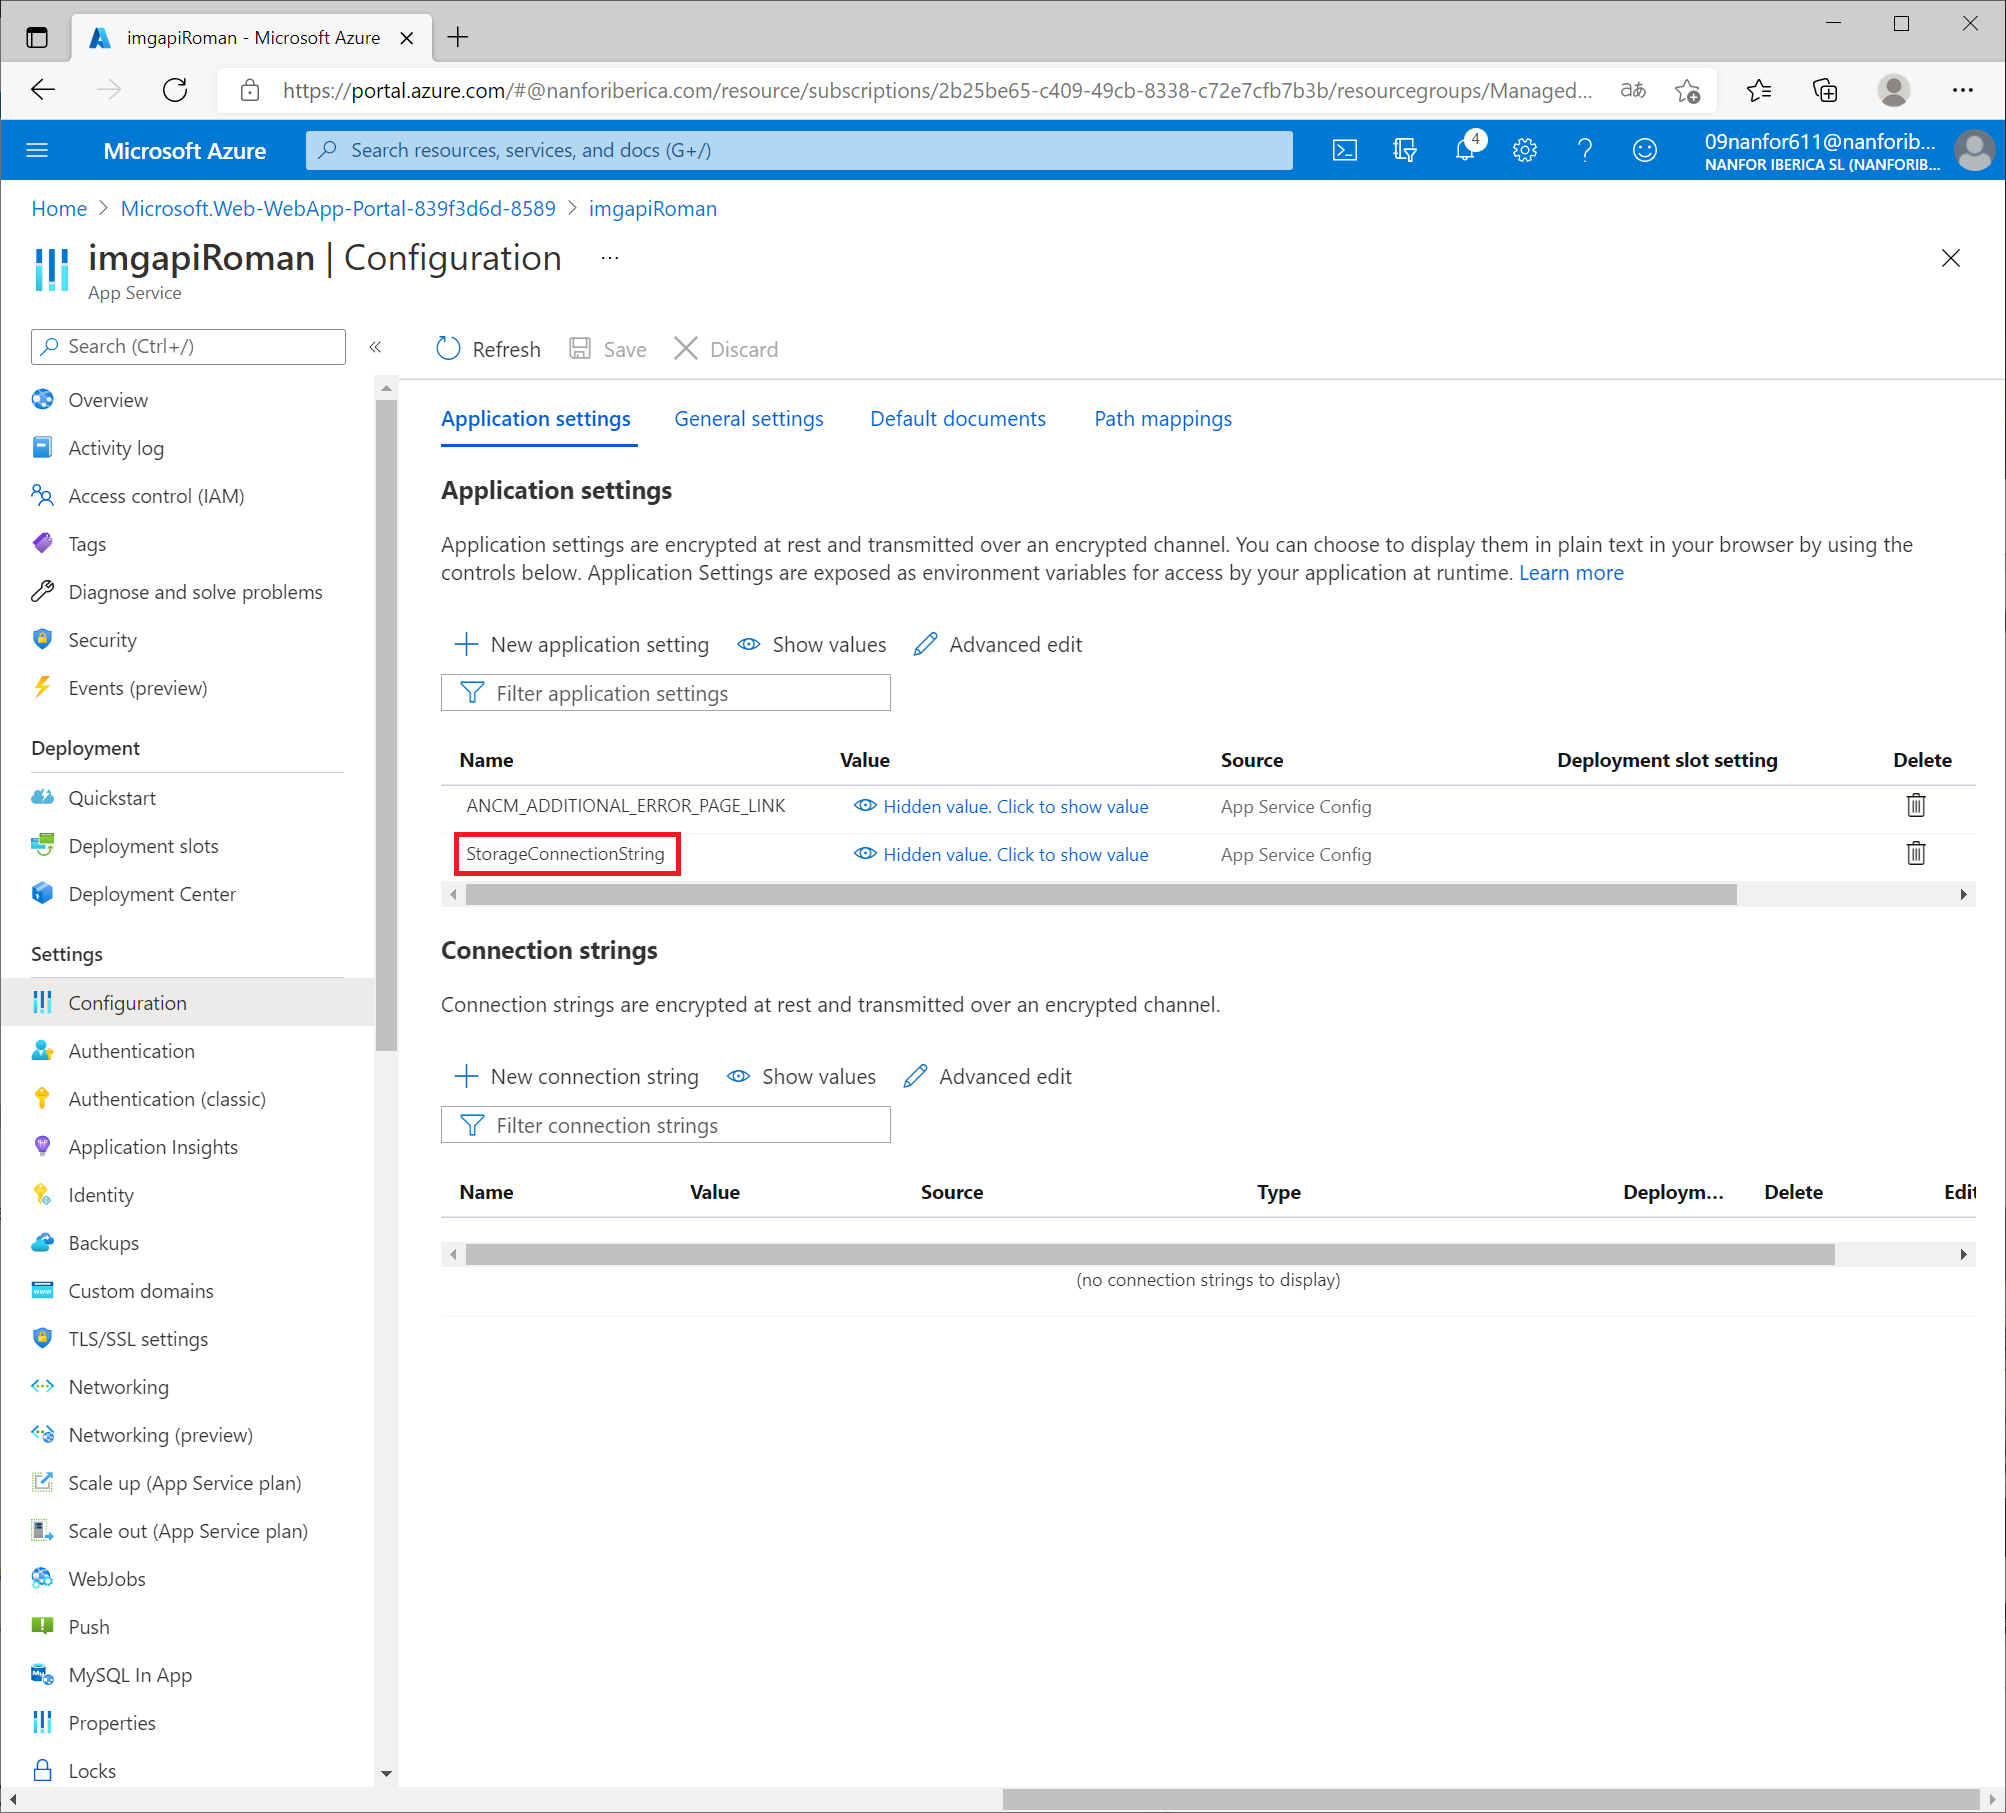 imgapiRoman - Microsoft Azure
https://portal.azure.com/#@nanforiberica.com/resource/subscriptions/2b25be65-c409-49cb-8338-c72e7cfb7b3b/resourcegroups/Managed...
Microsoft Azure
Search resources, services, and docs (G+/)
4
09nanfor611@nanforib...
NANFOR IBERICA SL (NANFORIB...
Home > Microsoft.Web-WebApp-Portal-839f3d6d-8589 > imgapiRoman
imgapiRoman | Configuration ...
App Service
Search (Ctrl+/)
Refresh Save Discard
Overview
Activity log
Access control (IAM)
Tags
Diagnose and solve problems
Security
Events (preview)
Deployment
Quickstart
Deployment slots
Deployment Center
Settings
Configuration
Authentication
Authentication (classic)
Application Insights
Identity
Backups
Custom domains
TLS/SSL settings
Networking
Networking (preview)
Scale up (App Service plan)
Scale out (App Service plan)
WebJobs
Push
MySQL In App
Properties
Locks
Application settings General settings Default documents Path mappings
Application settings
Application settings are encrypted at rest and transmitted over an encrypted channel. You can choose to display them in plain text in your browser by using the
controls below. Application Settings are exposed as environment variables for access by your application at runtime. Learn more
New application setting Show values Advanced edit
Filter application settings
Name Value Source Deployment slot setting Delete
ANCM_ADDITIONAL_ERROR_PAGE_LINK Hidden value. Click to show value App Service Config
StorageConnectionString Hidden value. Click to show value App Service Config
Connection strings
Connection strings are encrypted at rest and transmitted over an encrypted channel.
New connection string Show values Advanced edit
Filter connection strings
Name Value Source Type Deploym... Delete Edit
(no connection strings to display)